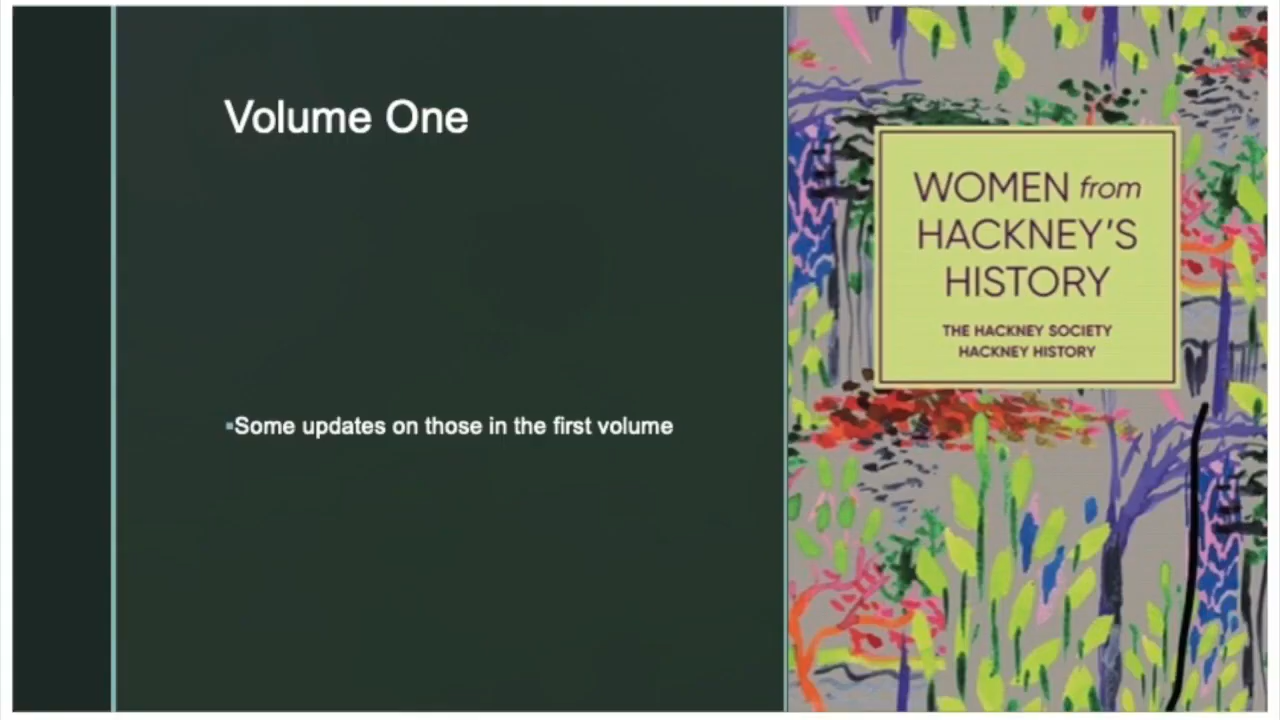 Volume One
▪Some updates on those in the first volume
WOMEN from
HACKNEY'S
HISTORY
THE HACKNEY SOCIETY
HACKNEY HISTORY